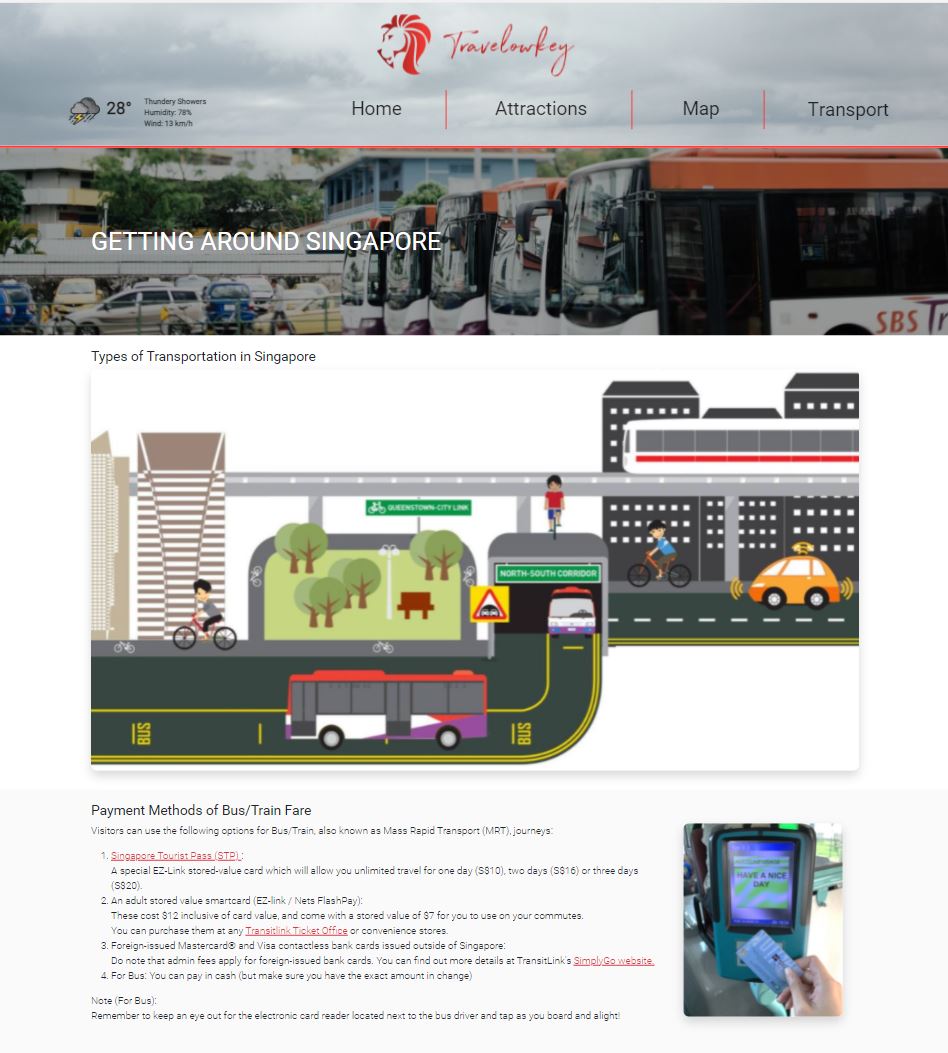 Travelowkey
28°
Thundery Showers
Humidity: 78%
Wind: 13 km/h
Home
Attractions
Map
Transport
GETTING AROUND SINGAPORE
SBS Tr
Types of Transportation in Singapore
QUEENSTOWN-CITY LINK
NORTH-SOUTH CORRIDOR
BUS
BUS
Payment Methods of Bus/Train Fare
Visitors can use the following options for Bus/Train, also known as Mass Rapid Transport (MRT), journeys:
1. Singapore Tourist Pass (STP) :
A special EZ-Link stored-value card which will allow you unlimited travel for one day (S$10), two days (S$16) or three days
(S$20).
2. An adult stored value smartcard (EZ-link / Nets FlashPay):
These cost $12 inclusive of card value, and come with a stored value of $7 for you to use on your commutes.
You can purchase them at any Transitlink Ticket Office or convenience stores.
3. Foreign-issued Mastercard® and Visa contactless bank cards issued outside of Singapore:
Do note that admin fees apply for foreign-issued bank cards. You can find out more details at TransitLink's SimplyGo website.
4. For Bus: You can pay in cash (but make sure you have the exact amount in change)
Note (For Bus):
Remember to keep an eye out for the electronic card reader located next to the bus driver and tap as you board and alight!
HAVE A NICE
DAY